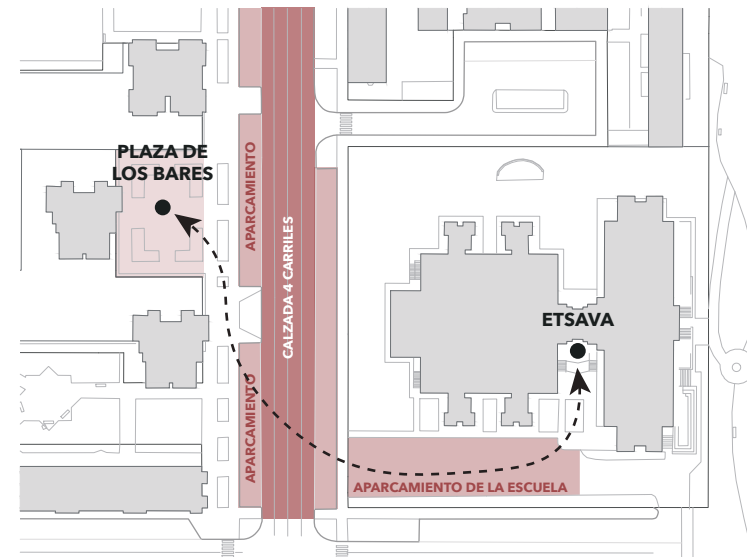 PLAZA DE
LOS BARES
APARCAMIENTO
CALZADA 4 CARRILES
ETSAVA
APARCAMIENTO
APARCAMIENTO DE LA ESCUELA